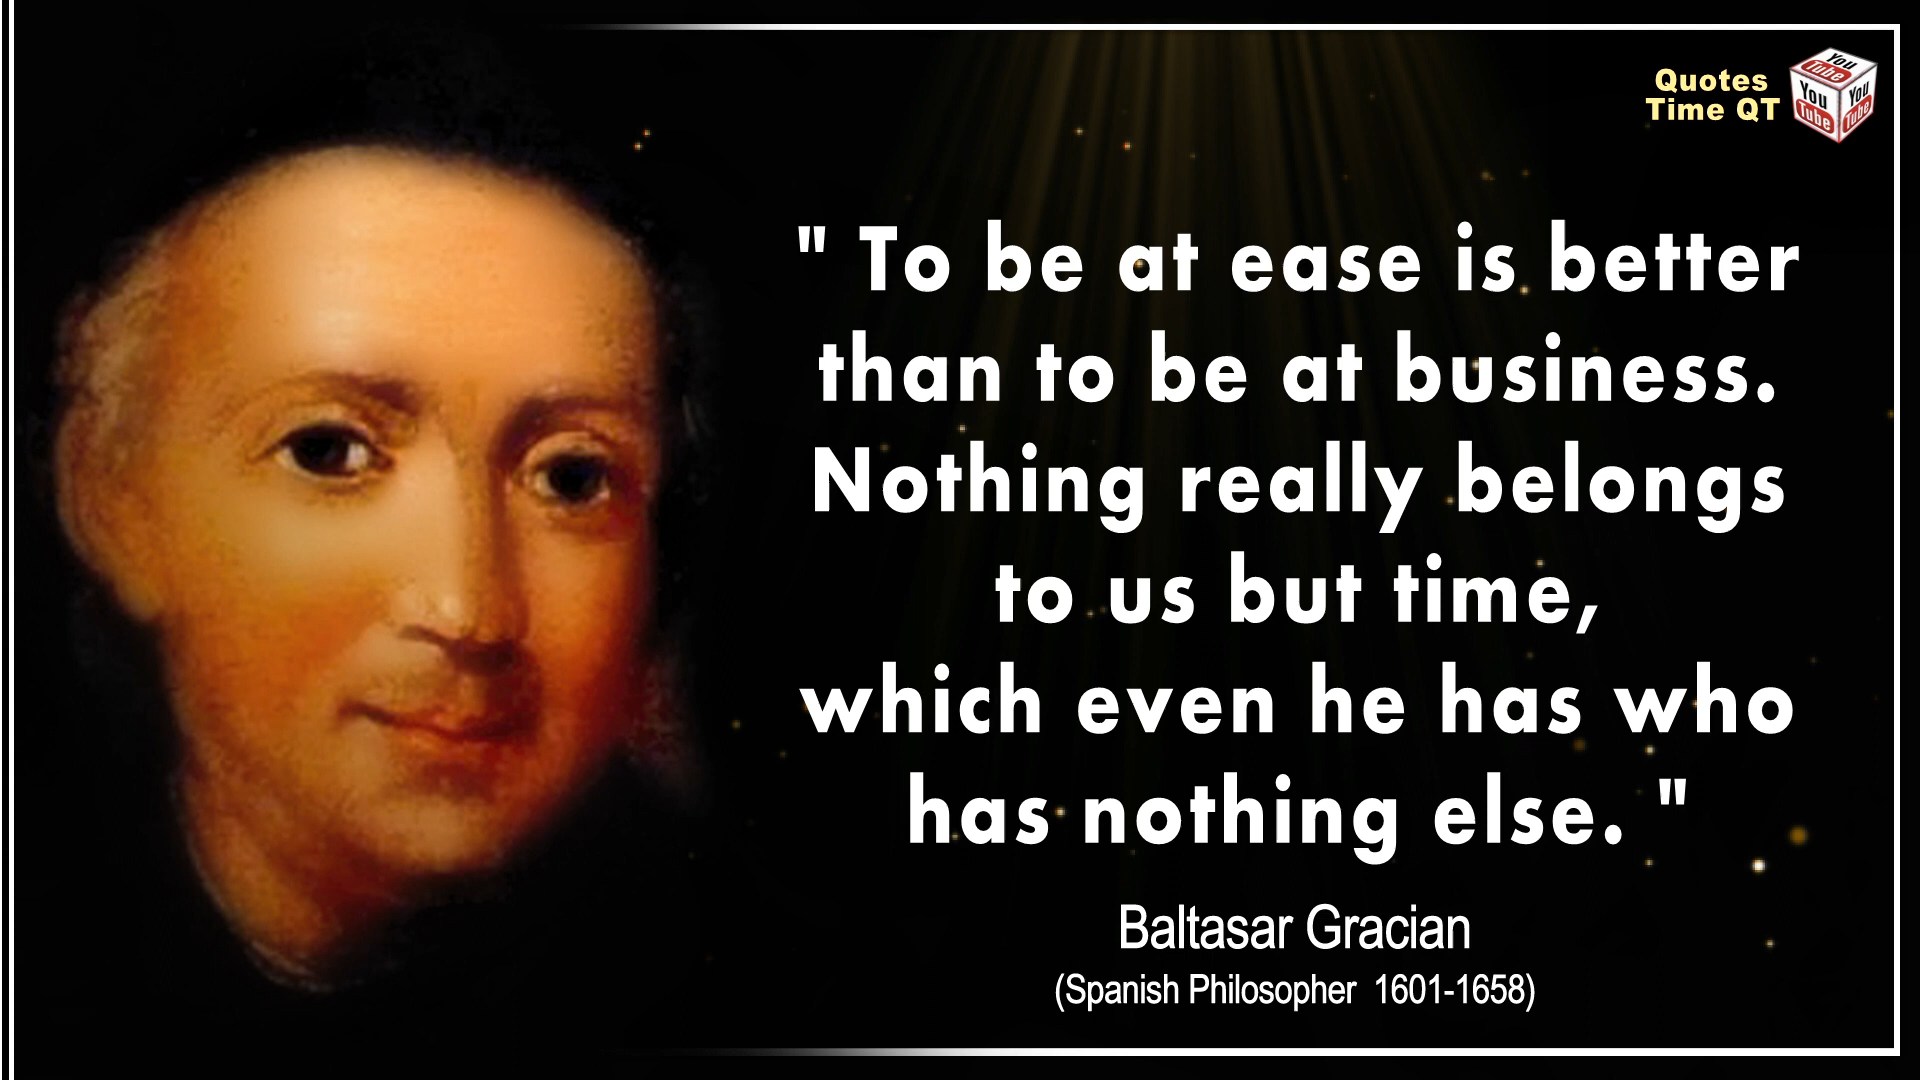 Quotes
Time QT
You
Tube
You
Tube
You
Tube
" To be at ease is better
than to be at business.
Nothing really belongs
to us but time,
which even he has who
has nothing else. "
Baltasar Gracian
(Spanish Philosopher 1601-1658)